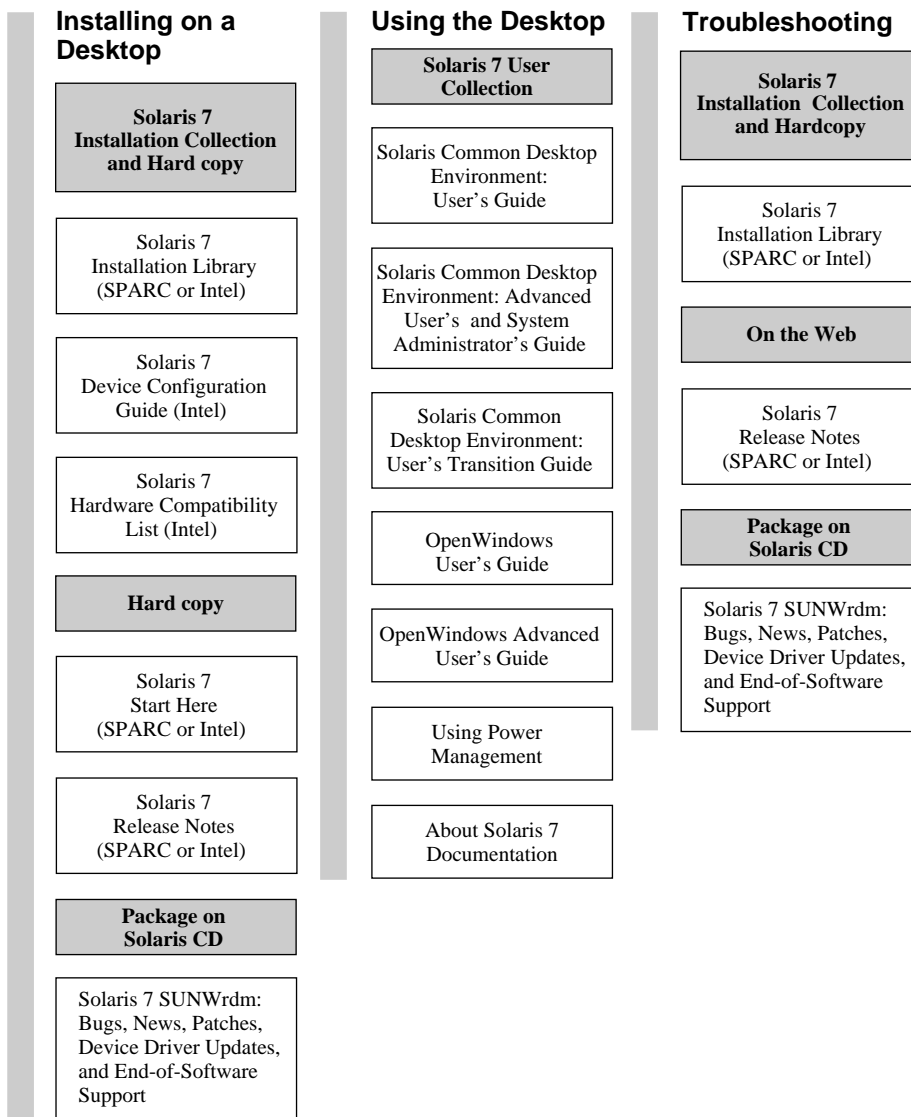 Installing on a
Desktop
Solaris 7
Installation Collection
and Hard copy
Solaris 7
Installation Library
(SPARC or Intel)
Solaris 7
Device Configuration
Guide (Intel)
Solaris 7
Hardware Compatibility
List (Intel)
Hard copy
Solaris 7
Start Here
(SPARC or Intel)
Solaris 7
Release Notes
(SPARC or Intel)
Package on
Solaris CD
Solaris 7 SUNWrdm:
Bugs, News, Patches,
Device Driver Updates,
and End-of-Software
Support
Using the Desktop
Solaris 7 User
Collection
Solaris Common Desktop
Environment:
User's Guide
Solaris Common Desktop
Environment: Advanced
User's and System
Administrator's Guide
Solaris Common
Desktop Environment:
User's Transition Guide
OpenWindows
User's Guide
OpenWindows Advanced
User's Guide
Using Power
Management
About Solaris 7
Documentation
Troubleshooting
Solaris 7
Installation Collection
and Hardcopy
Solaris 7
Installation Library
(SPARC or Intel)
On the Web
Solaris 7
Release Notes
(SPARC or Intel)
Package on
Solaris CD
Solaris 7 SUNWrdm:
Bugs, News, Patches,
Device Driver Updates,
and End-of-Software
Support